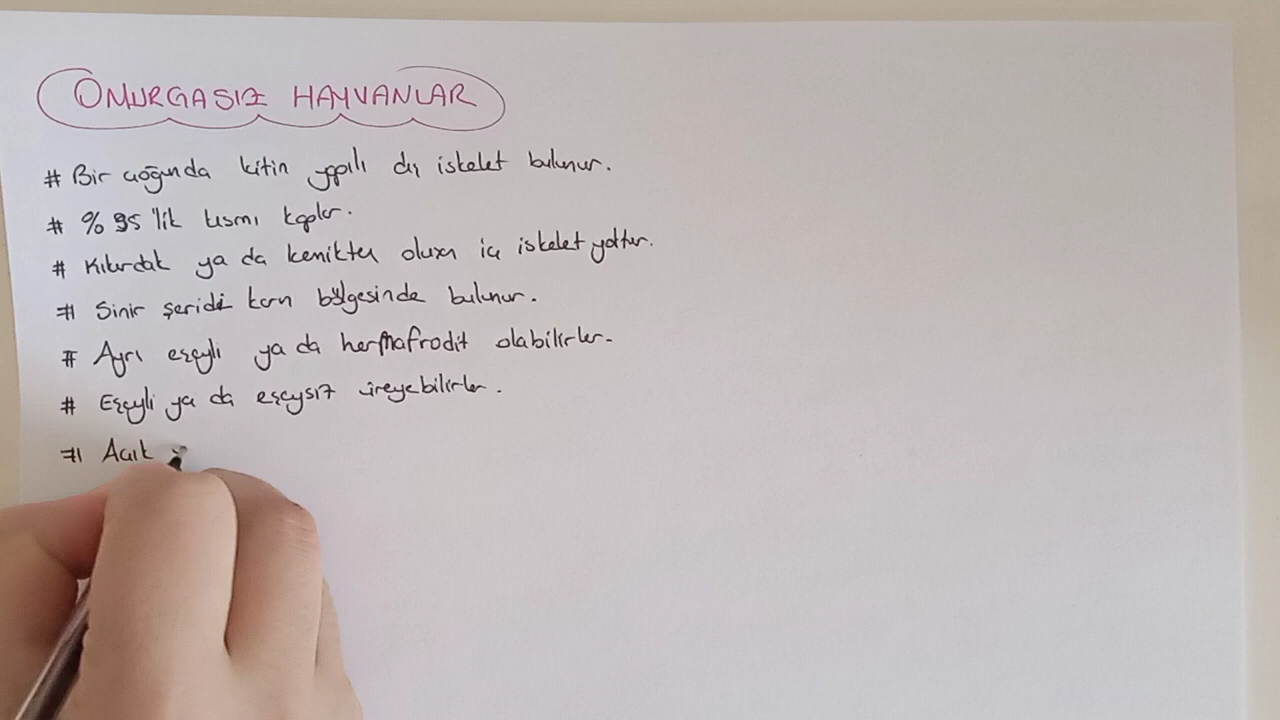 OMURGASIZ HAYVANLAR
# Bir çoğunda kitin yapılı dış iskelet bulunur.
# % 95 'lik kısmı kaplar.
# Kıkırdak ya da kemikten oluşan iç iskelet yoktur.
# Sinir şeridi karın bölgesinde bulunur.
# Ayrı eşeyli ya da hermafrodit olabilirler.
# Eşeyli ya da eşeysiz üreyebilirler.
# Açık